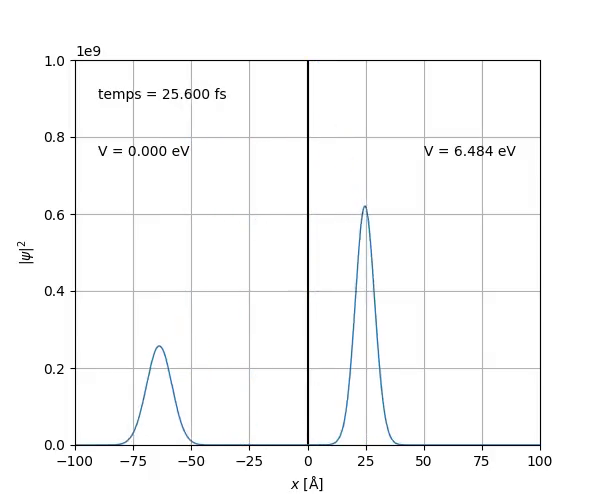 1e9
1.0
temps = 25.600 fs
0.8
V = 0.000 eV
V = 6.484 eV
0.6
|ψ|²
0.4
0.2
0.0
−100 −75 −50 −25 0 25 50 75 100
x [Å]